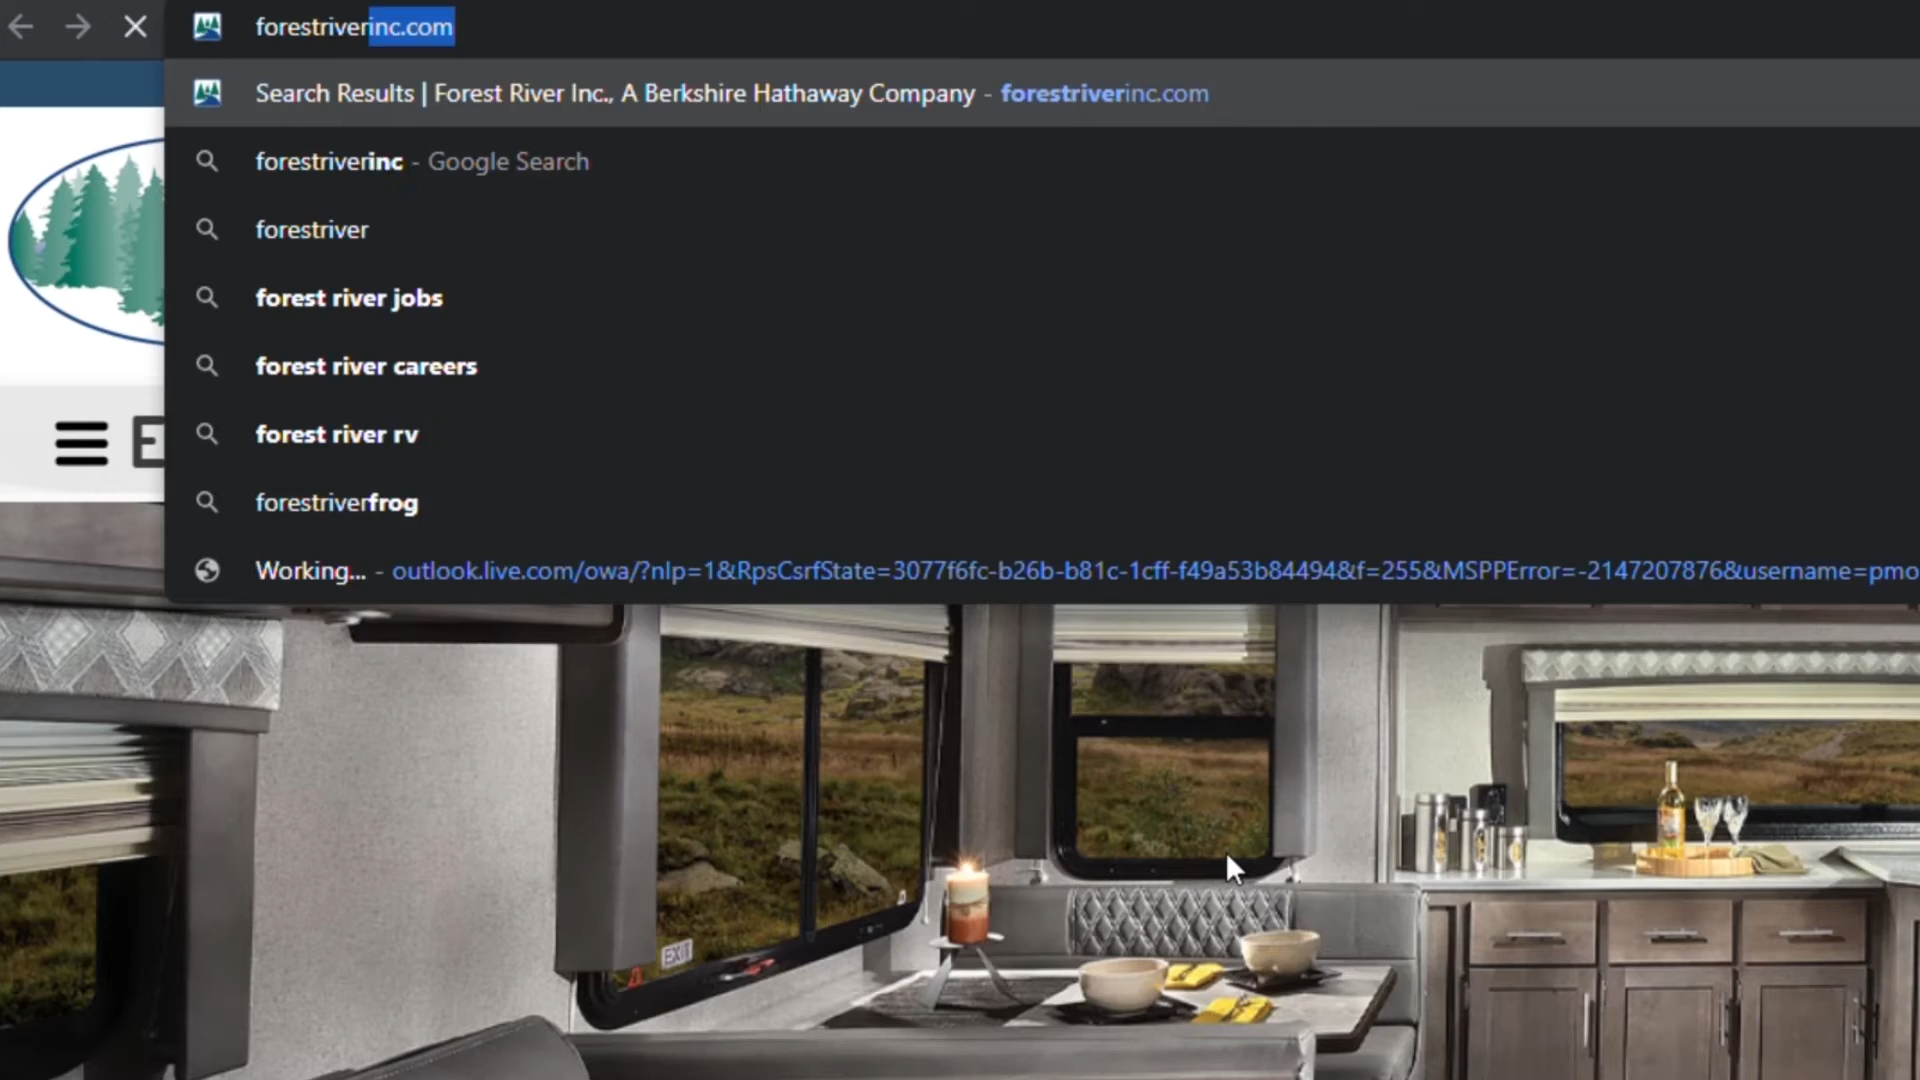 forestriverinc.com
Search Results | Forest River Inc., A Berkshire Hathaway Company - forestriverinc.com
forestriverinc - Google Search
forestriver
forest river jobs
forest river careers
forest river rv
forestriverfrog
Working... - outlook.live.com/owa/?nlp=1&RpsCsrfState=3077f6fc-b26b-b81c-1cff-f49a53b84494&f=255&MSPPError=-2147207876&username=pmo
E
EXIT